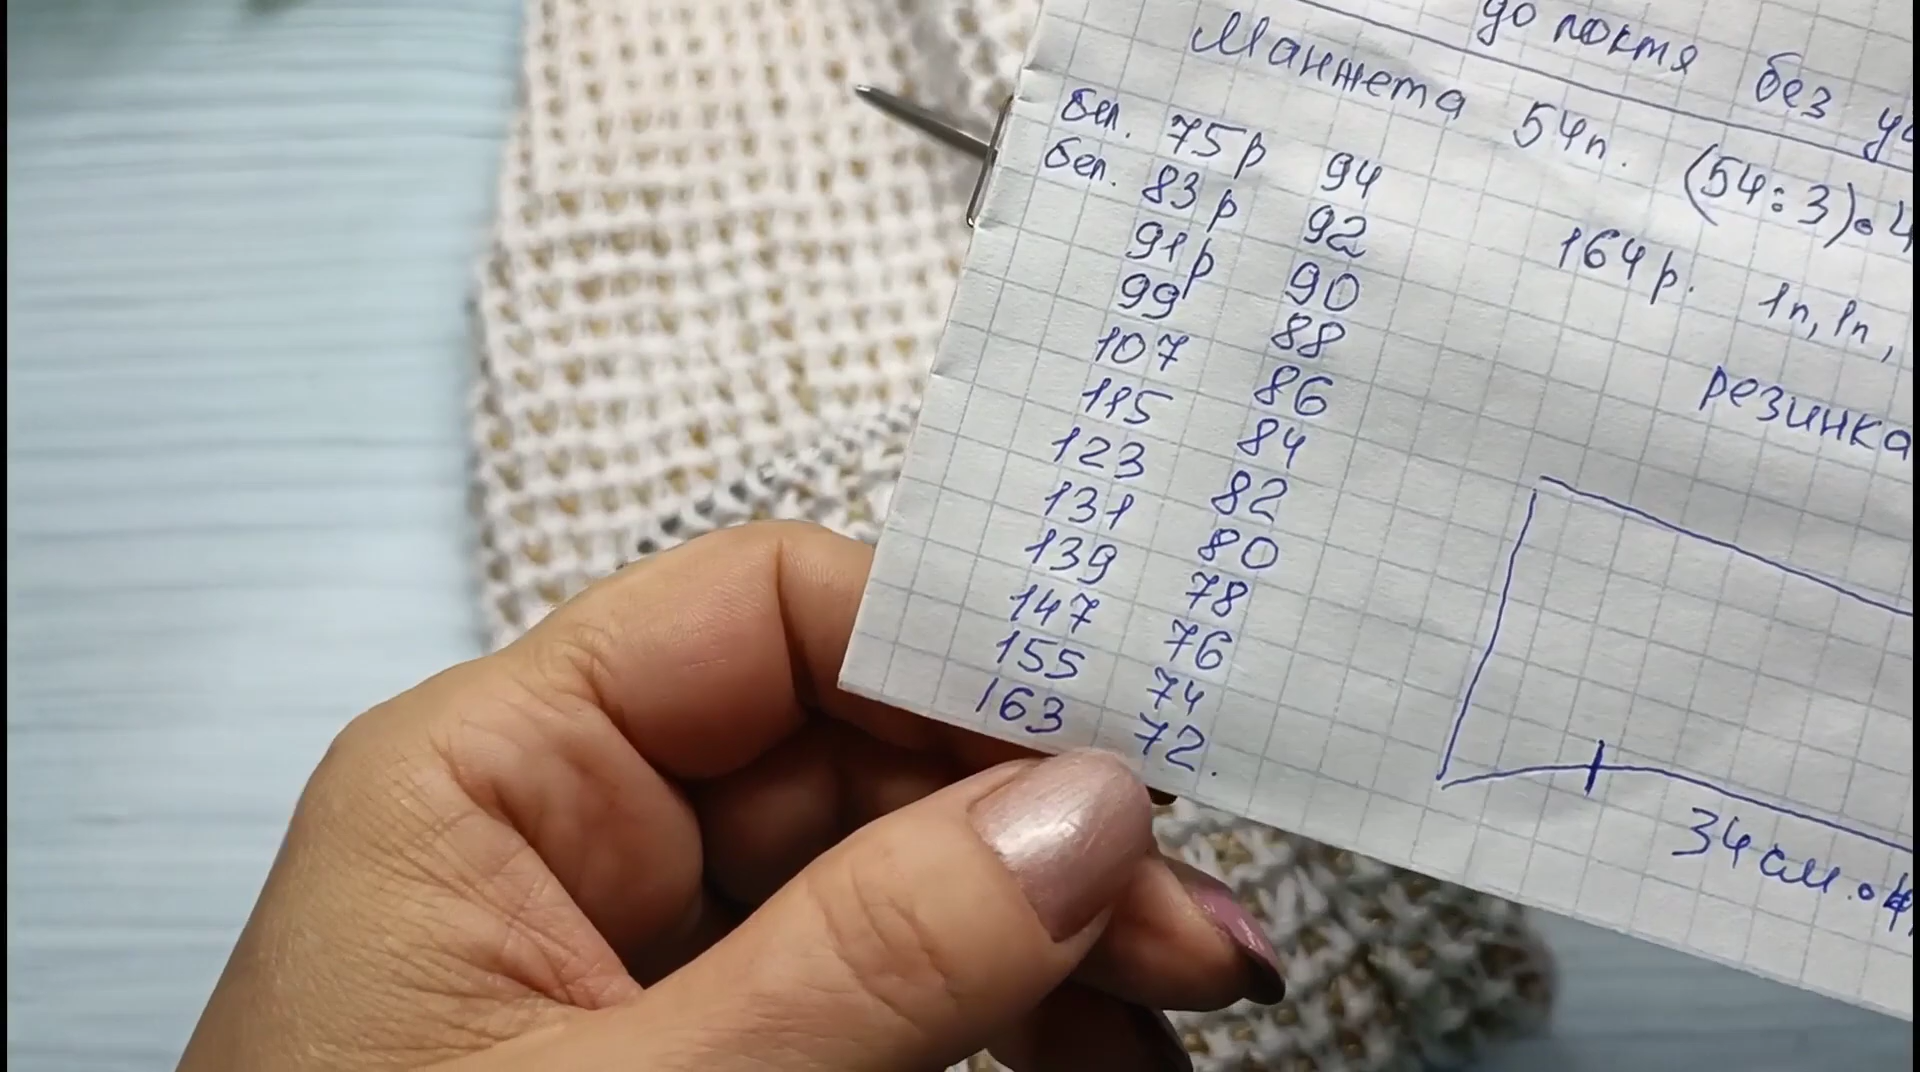 до локтя без
Манжета 54п. (54:3)•4
бел. 75р 94
бел. 83р 92
91р 90
99 88
107 86
115 84
123 82
131 80
139 78
147 76
155 74
163 72.
164р. 1п, 1п,
резинка
34 см.